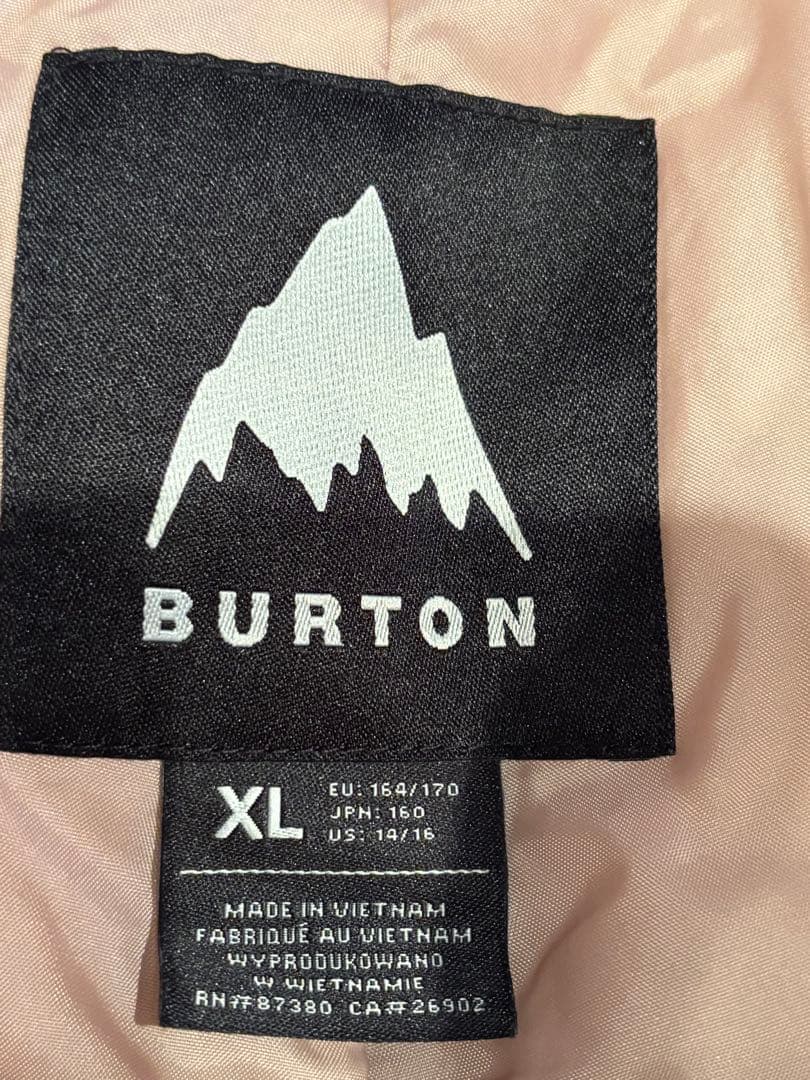 BURTON
XL
EU: 164/170
JPN: 160
US: 14/16
MADE IN VIETNAM
FABRIQUÉ AU VIETNAM
WYPRODUKOWANO
W WIETNAMIE
RN#87380 CA#26902